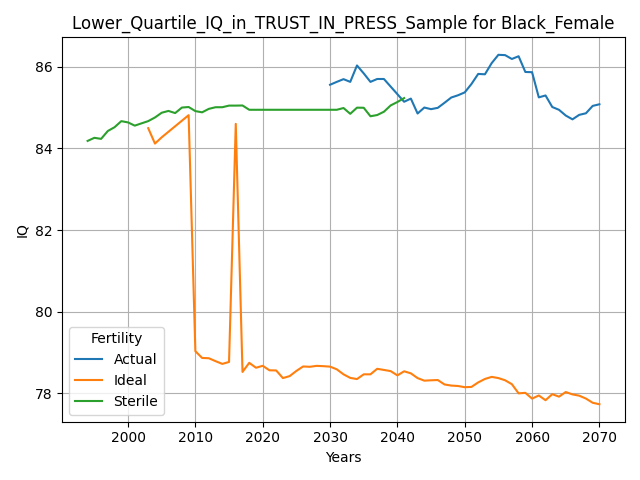 Lower_Quartile_IQ_in_TRUST_IN_PRESS_Sample for Black_Female
IQ
86
84
82
80
78
Fertility
Actual
Ideal
Sterile
2000 2010 2020 2030 2040 2050 2060 2070
Years